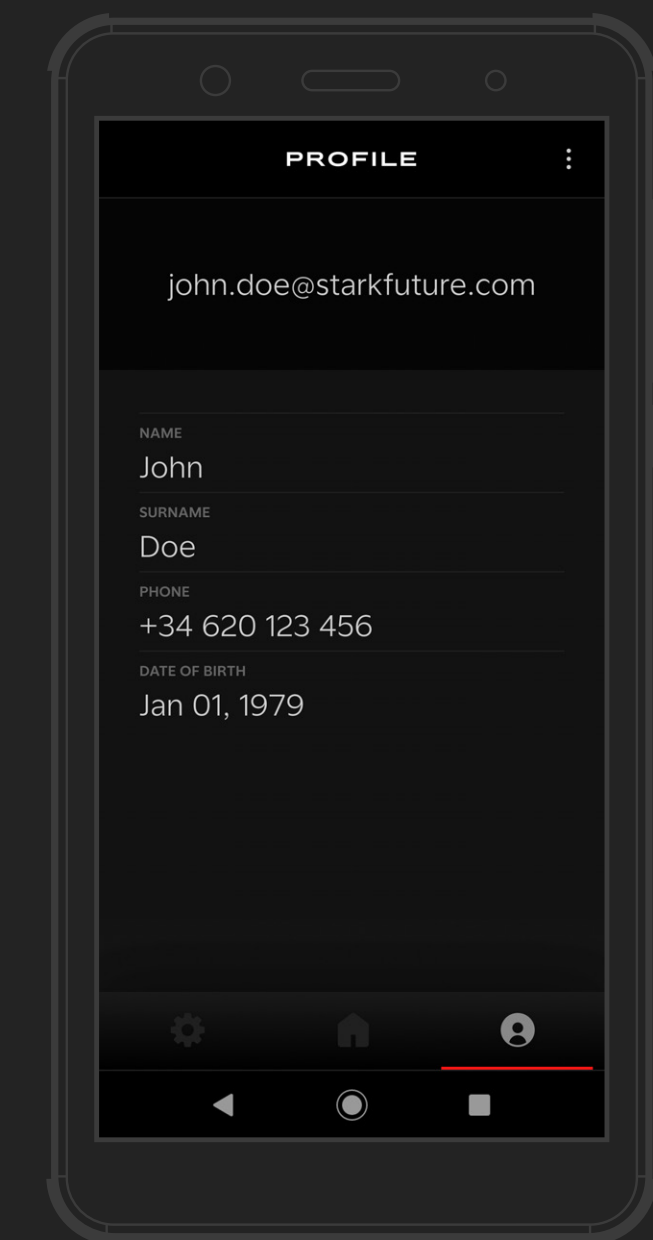 PROFILE
john.doe@starkfuture.com
NAME
John
SURNAME
Doe
PHONE
+34 620 123 456
DATE OF BIRTH
Jan 01, 1979